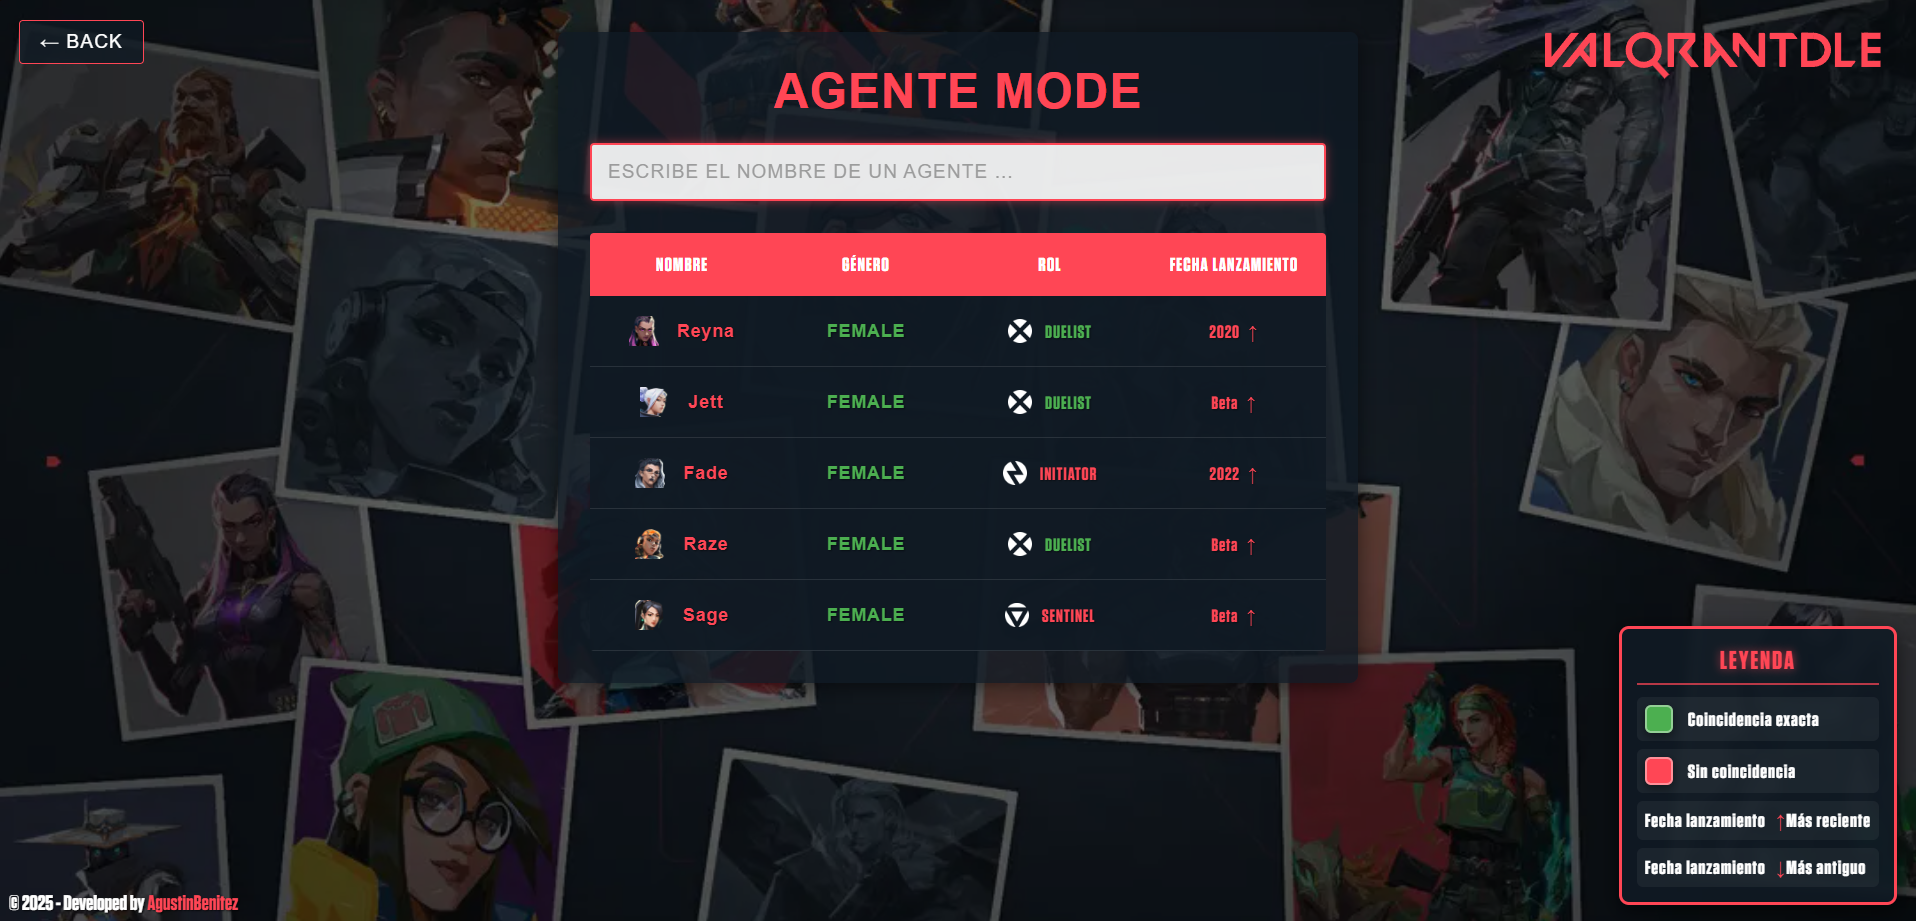 ← BACK
VALORANTDLE
AGENTE MODE
ESCRIBE EL NOMBRE DE UN AGENTE ...
NOMBRE GÉNERO ROL FECHA LANZAMIENTO
Reyna FEMALE DUELIST 2020 ↑
Jett FEMALE DUELIST Beta ↑
Fade FEMALE INITIATOR 2022 ↑
Raze FEMALE DUELIST Beta ↑
Sage FEMALE SENTINEL Beta ↑
LEYENDA
Coincidencia exacta
Sin coincidencia
Fecha lanzamiento ↑Más reciente
Fecha lanzamiento ↓Más antiguo
© 2025 - Developed by AgustinBenitez